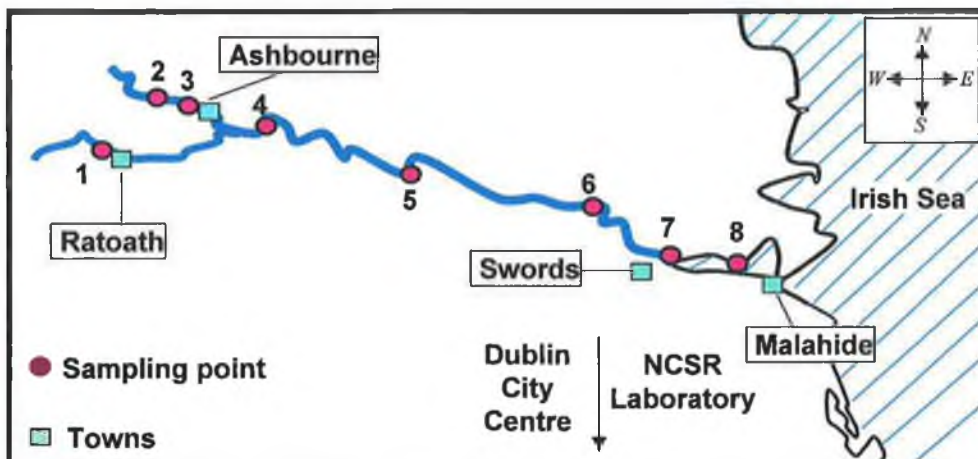 N
W E
S
Ashbourne
2
3
4
1
5
6
7
8
Ratoath
Irish Sea
Swords
Malahide
Sampling point
Towns
Dublin
City
Centre
NCSR
Laboratory